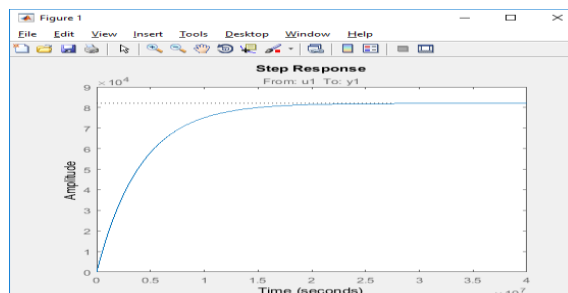 Figure 1
File Edit View Insert Tools Desktop Window Help
Step Response
From: u1 To: y1
×10⁴
9
8
7
6
5
4
3
2
1
0
Amplitude
0 0.5 1 1.5 2 2.5 3 3.5 4
Time (seconds)
×10⁷